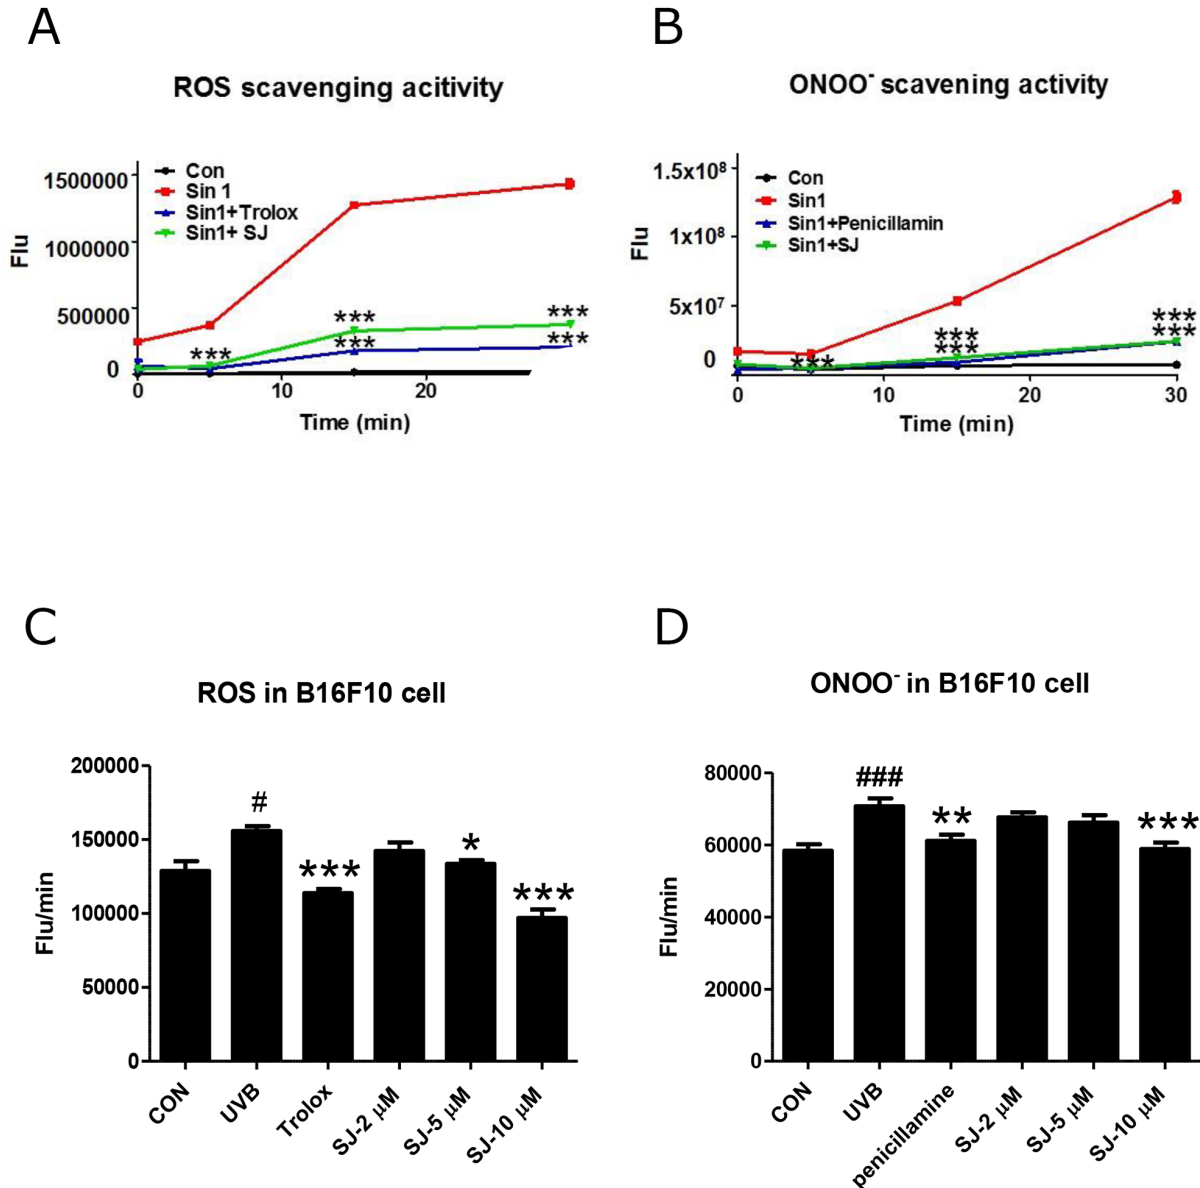 A
ROS scavenging acitivity
Con
Sin 1
Sin1+Trolox
Sin1+ SJ
1500000
1000000
500000
0
Flu
***
***
***
***
***
0
10
20
Time (min)
B
ONOO⁻ scavening activity
Con
Sin1
Sin1+Penicillamin
Sin1+SJ
1.5x10⁸
1x10⁸
5x10⁷
0
Flu
***
***
***
***
***
0
10
20
30
Time (min)
C
ROS in B16F10 cell
200000
150000
100000
50000
0
Flu/min
#
***
*
***
CON
UVB
Trolox
SJ-2 μM
SJ-5 μM
SJ-10 μM
D
ONOO⁻ in B16F10 cell
80000
60000
40000
20000
0
Flu/min
###
**
***
CON
UVB
penicillamine
SJ-2 μM
SJ-5 μM
SJ-10 μM